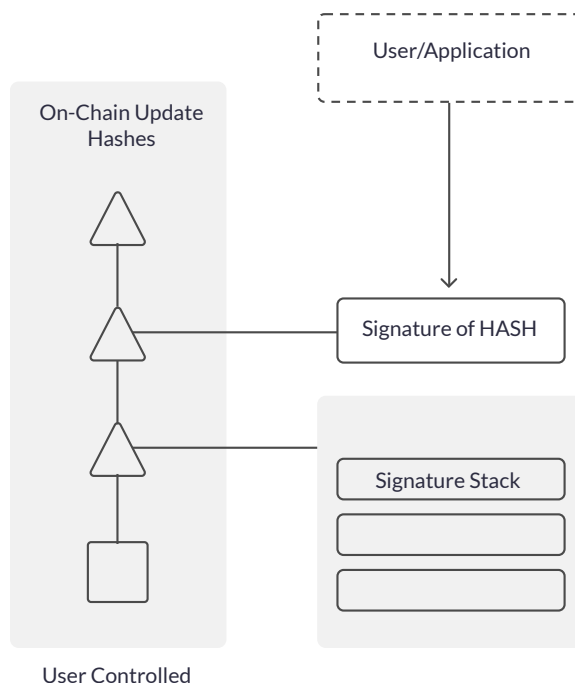 User/Application
On-Chain Update
Hashes
Signature of HASH
Signature Stack
User Controlled